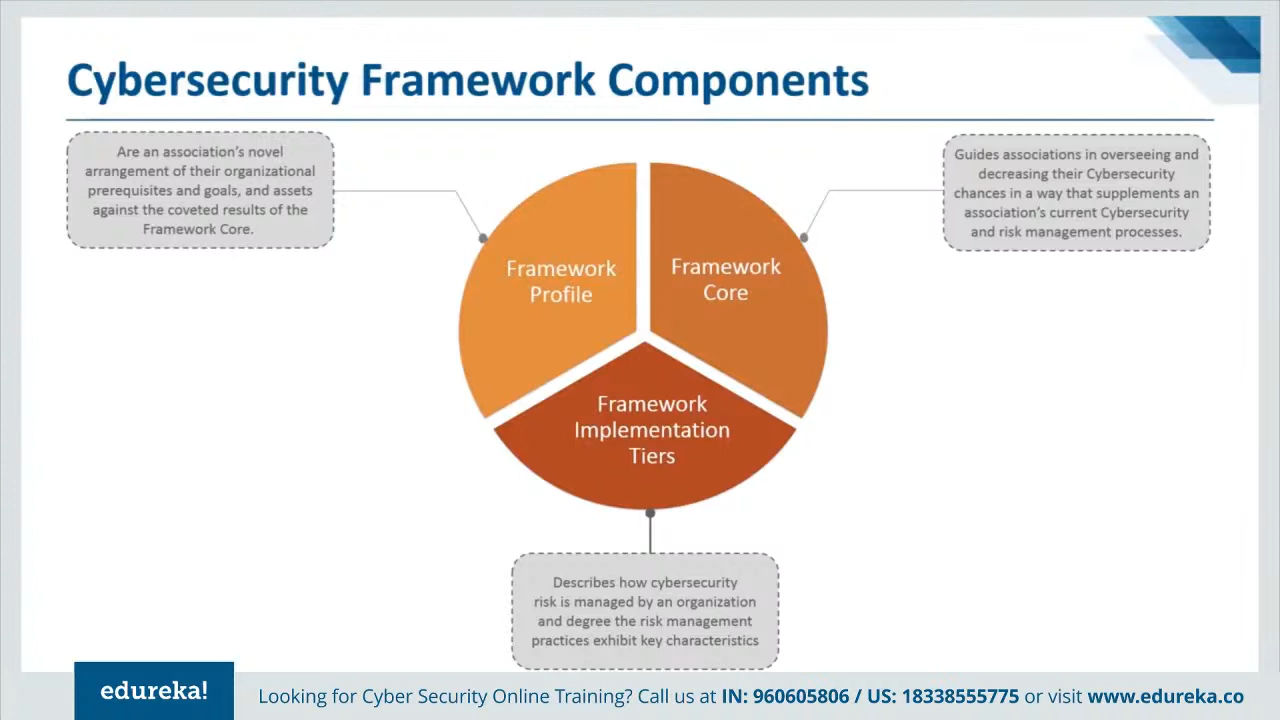 Cybersecurity Framework Components
Are an association's novel
arrangement of their organizational
prerequisites and goals, and assets
against the coveted results of the
Framework Core.
Guides associations in overseeing and
decreasing their Cybersecurity
chances in a way that supplements an
association's current Cybersecurity
and risk management processes.
Framework
Profile
Framework
Core
Framework
Implementation
Tiers
Describes how cybersecurity
risk is managed by an organization
and degree the risk management
practices exhibit key characteristics
edureka!
Looking for Cyber Security Online Training? Call us at IN: 960605806 / US: 18338555775 or visit www.edureka.co